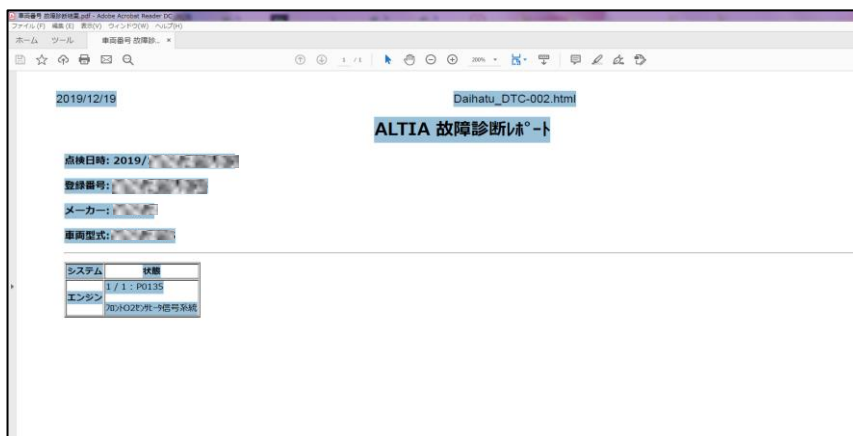 車両番号 故障診断結果.pdf - Adobe Acrobat Reader DC
ファイル(F) 編集(E) 表示(V) ウィンドウ(W) ヘルプ(H)
ホーム ツール 車両番号 故障診... ×
1 / 1 200%
2019/12/19 Daihatu_DTC-002.html
ALTIA 故障診断ﾚﾎﾟｰﾄ
点検日時: 2019/
登録番号:
メーカー:
車両型式:
システム 状態
エンジン
1 / 1 : P0135
ﾌﾛﾝﾄO2ｾﾝｻﾋｰﾀ信号系統